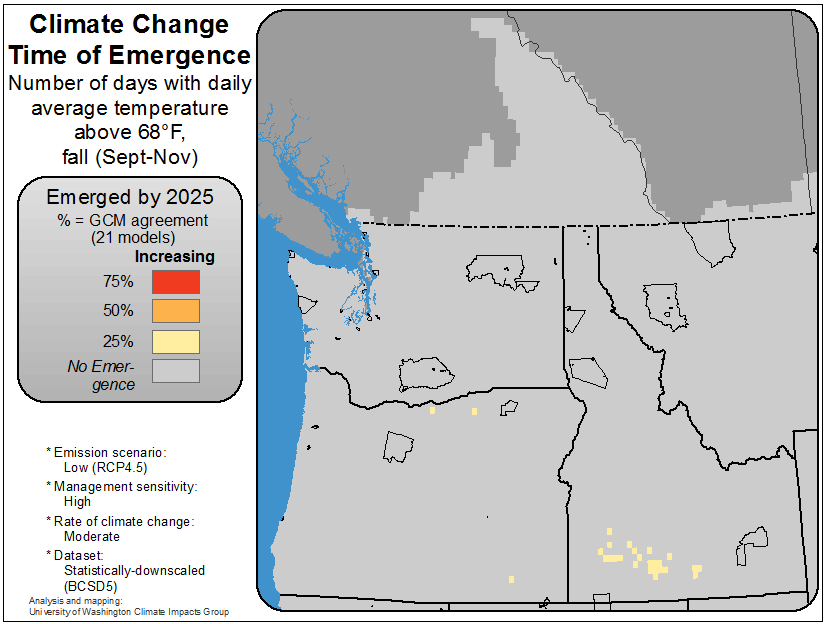 Climate Change
Time of Emergence
Number of days with daily
average temperature
above 68°F,
fall (Sept-Nov)
Emerged by 2025
% = GCM agreement
(21 models)
Increasing
75%
50%
25%
No Emer-
gence
* Emission scenario:
Low (RCP4.5)
* Management sensitivity:
High
* Rate of climate change:
Moderate
* Dataset:
Statistically-downscaled
(BCSD5)
Analysis and mapping:
University of Washington Climate Impacts Group